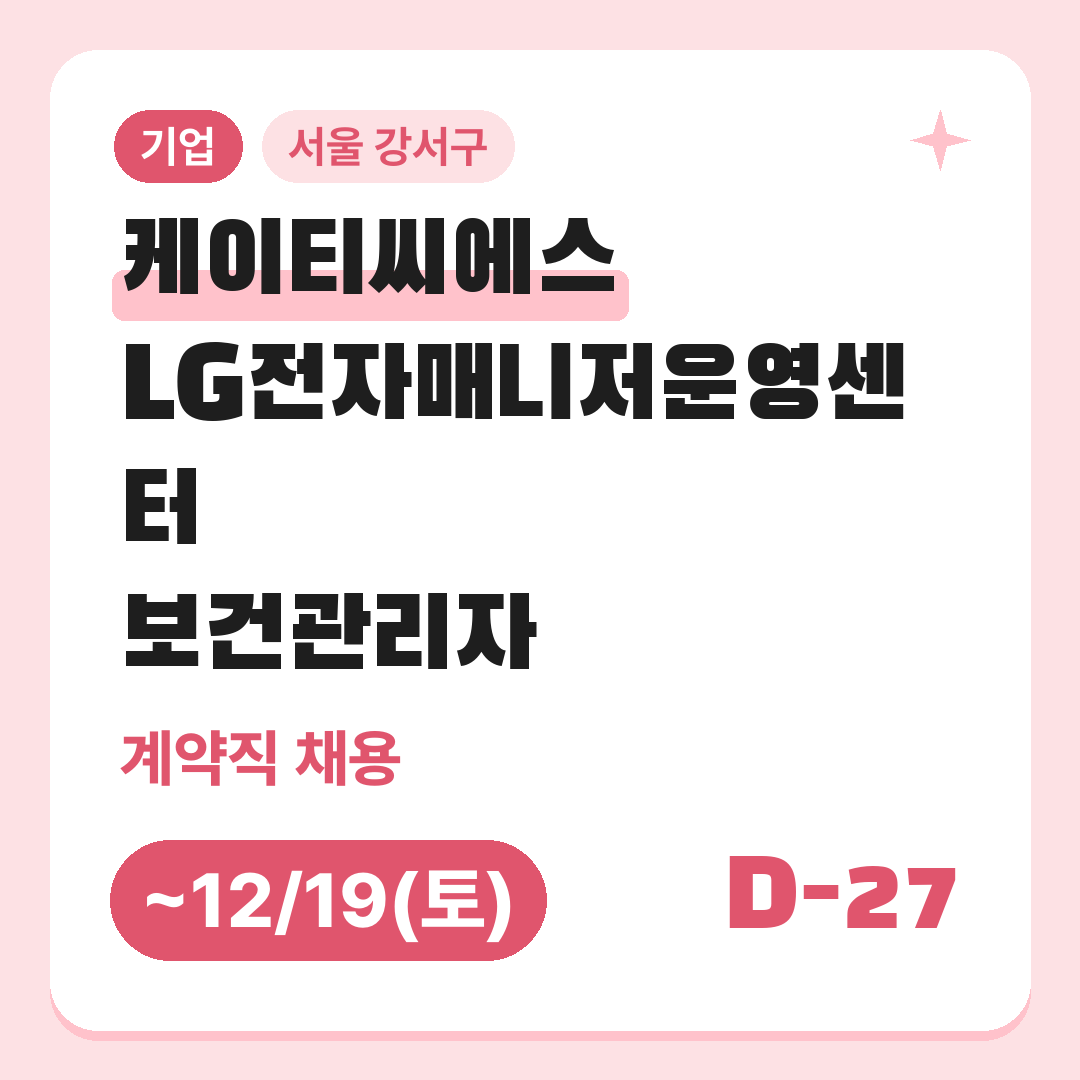 기업 서울 강서구
케이티씨에스
LG전자매니저운영센
터
보건관리자
계약직 채용
~12/19(토) D-27